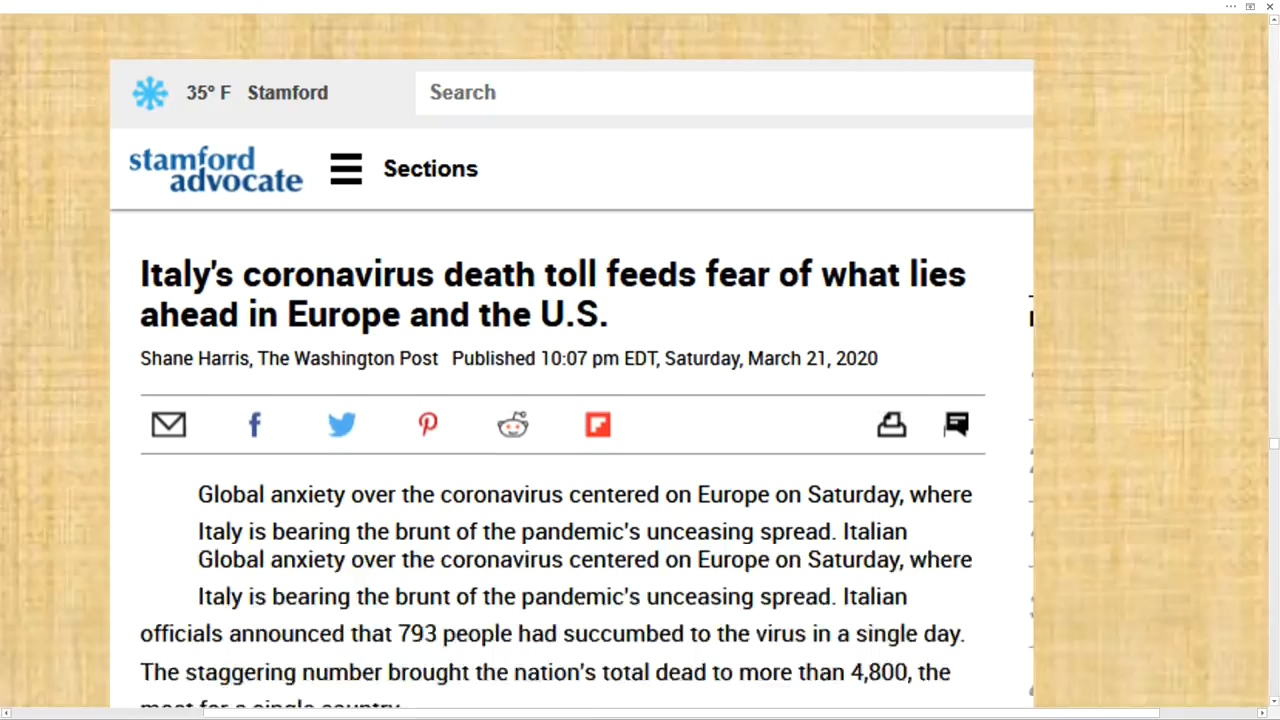 35° F Stamford Search
stamford
advocate
Sections
Italy's coronavirus death toll feeds fear of what lies
ahead in Europe and the U.S.
Shane Harris, The Washington Post Published 10:07 pm EDT, Saturday, March 21, 2020
Global anxiety over the coronavirus centered on Europe on Saturday, where
Italy is bearing the brunt of the pandemic's unceasing spread. Italian
Global anxiety over the coronavirus centered on Europe on Saturday, where
Italy is bearing the brunt of the pandemic's unceasing spread. Italian
officials announced that 793 people had succumbed to the virus in a single day.
The staggering number brought the nation's total dead to more than 4,800, the
most for a single country.